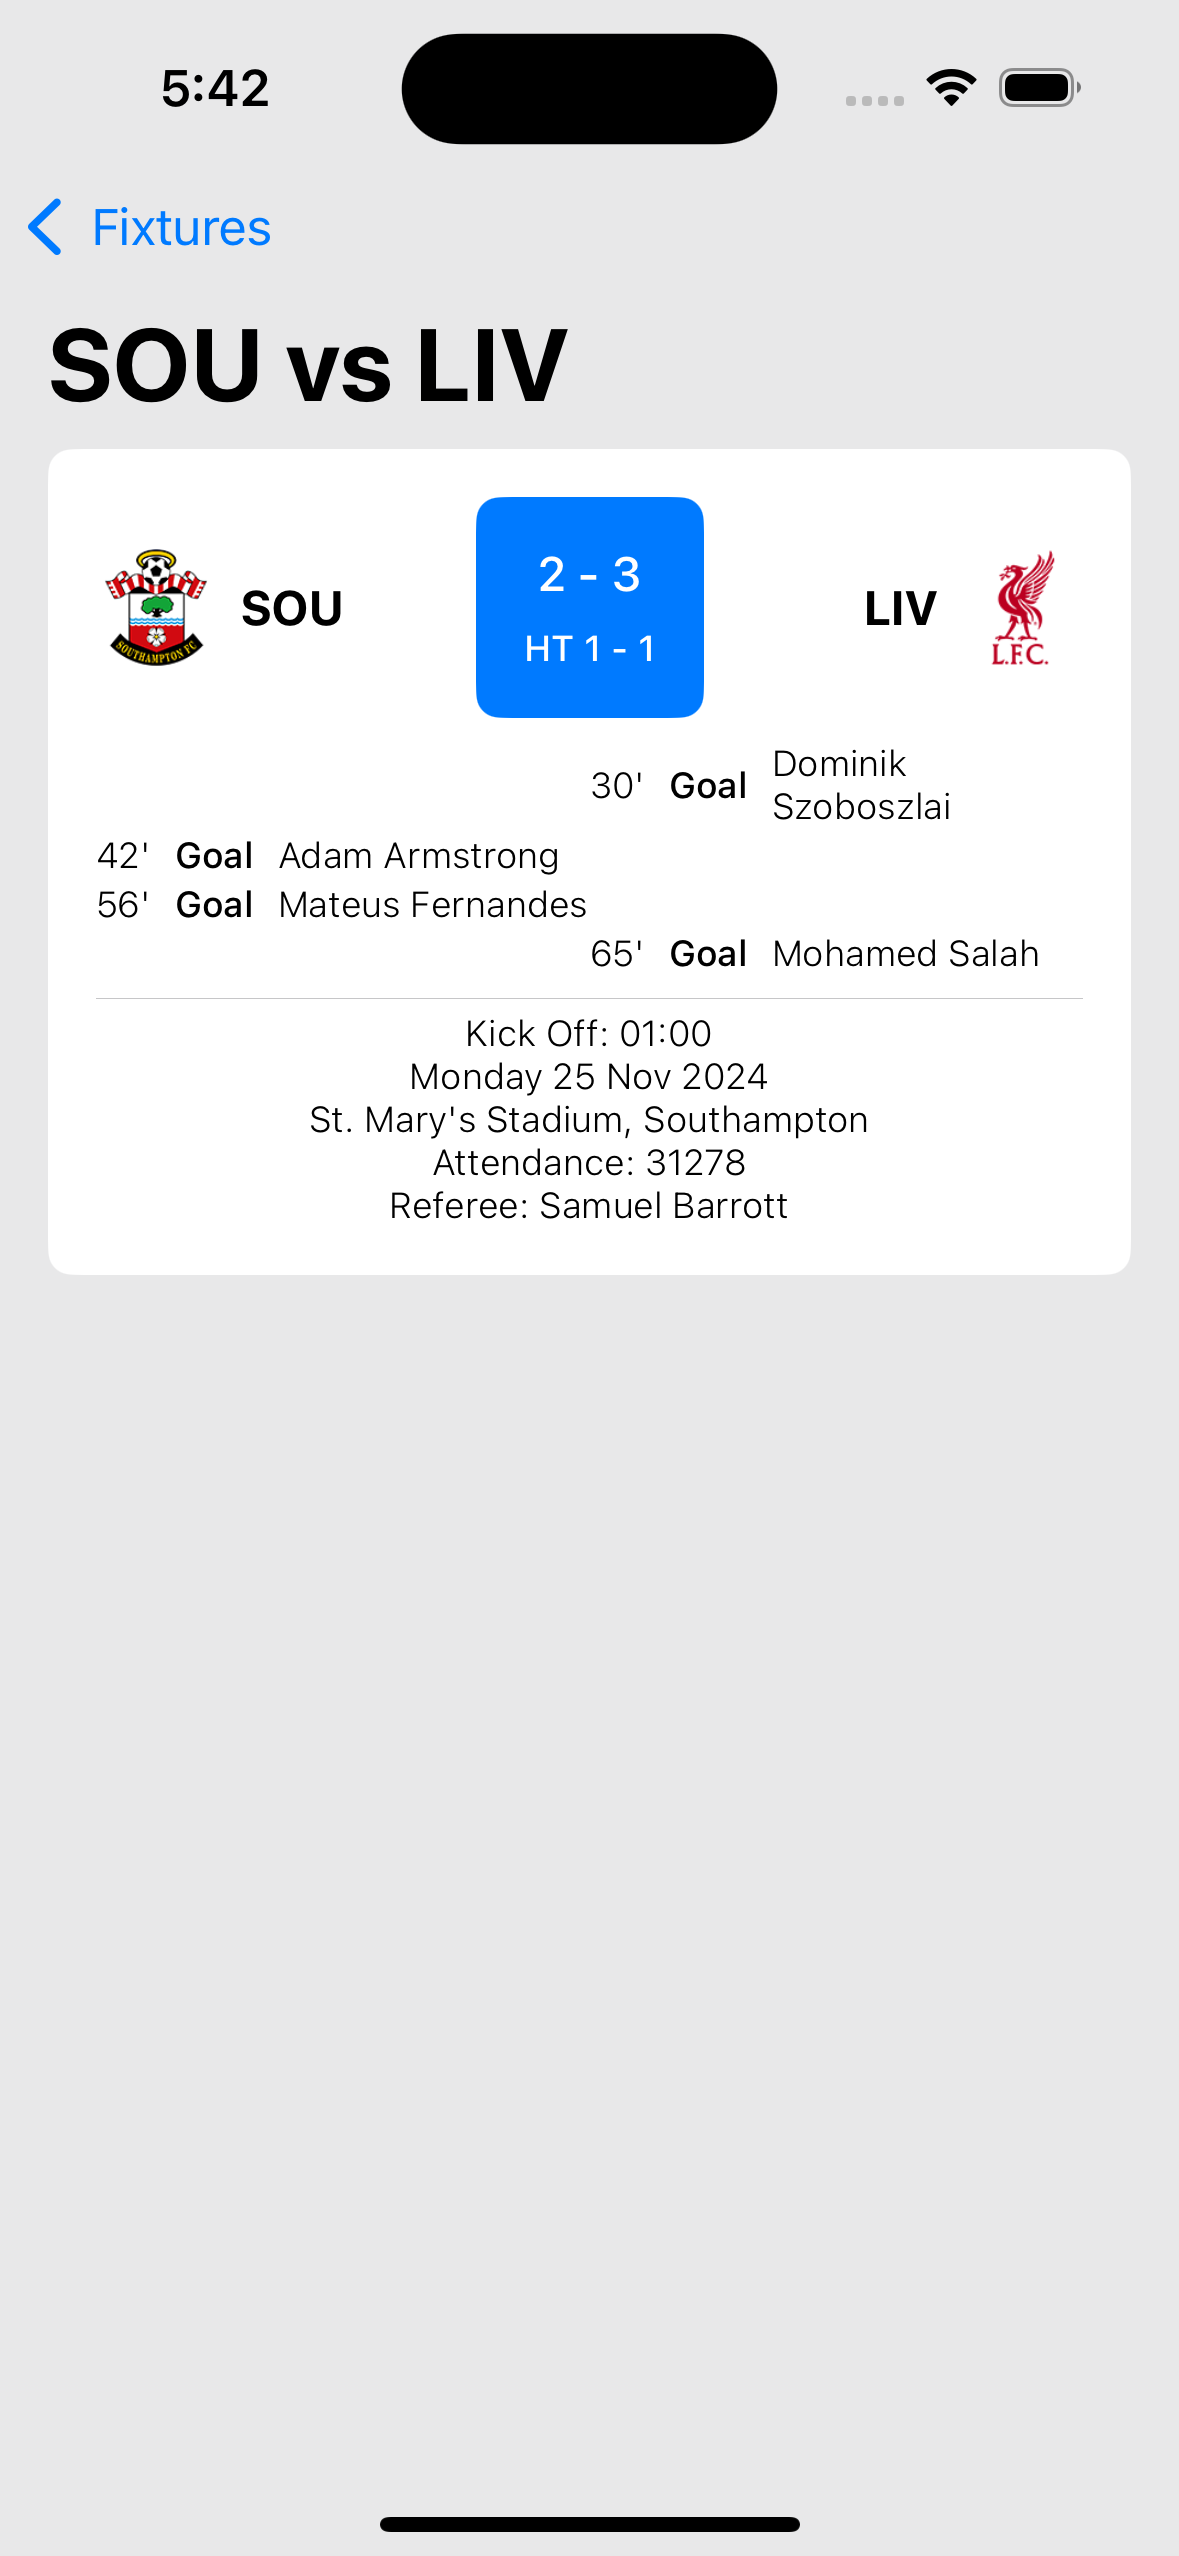 5:42
Fixtures
SOU vs LIV
SOUTHAMPTON FC
SOU
2 - 3
HT 1 - 1
LIV
L.F.C.
30' Goal Dominik
Szoboszlai
42' Goal Adam Armstrong
56' Goal Mateus Fernandes
65' Goal Mohamed Salah
Kick Off: 01:00
Monday 25 Nov 2024
St. Mary's Stadium, Southampton
Attendance: 31278
Referee: Samuel Barrott